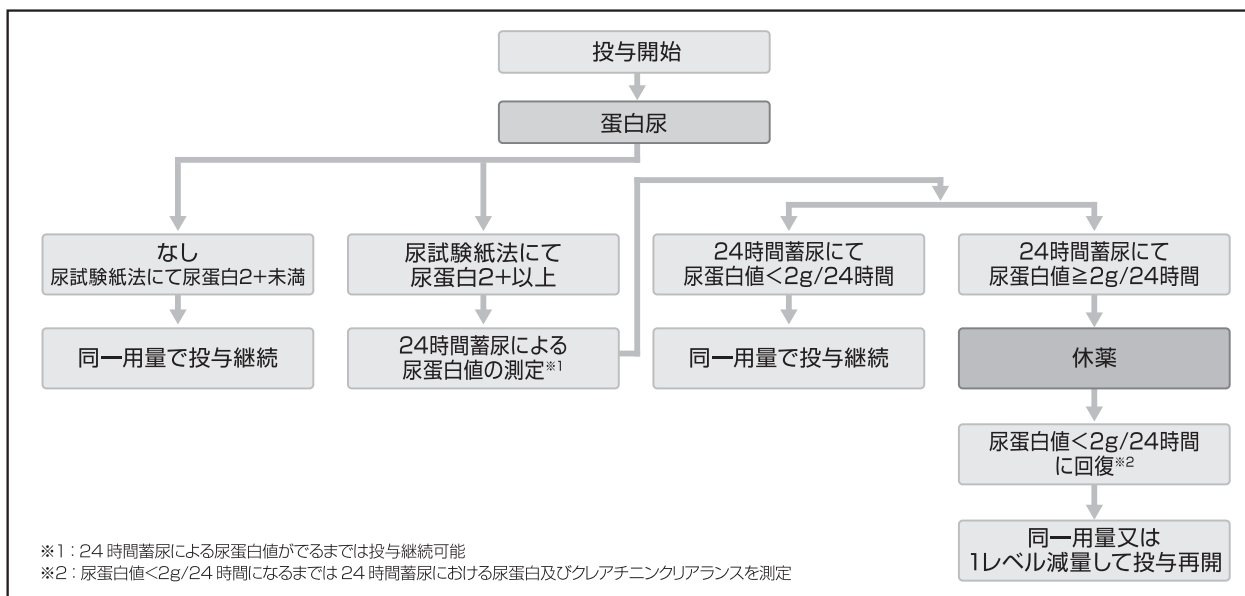 投与開始
蛋白尿
なし
尿試験紙法にて尿蛋白2+未満
同一用量で投与継続
尿試験紙法にて
尿蛋白2+以上
24時間蓄尿による
尿蛋白値の測定※1
24時間蓄尿にて
尿蛋白値<2g/24時間
同一用量で投与継続
24時間蓄尿にて
尿蛋白値≧2g/24時間
休薬
尿蛋白値<2g/24時間
に回復※2
同一用量又は
1レベル減量して投与再開
※1：24時間蓄尿による尿蛋白値がでるまでは投与継続可能
※2：尿蛋白値<2g/24時間になるまでは24時間蓄尿における尿蛋白及びクレアチニンクリアランスを測定